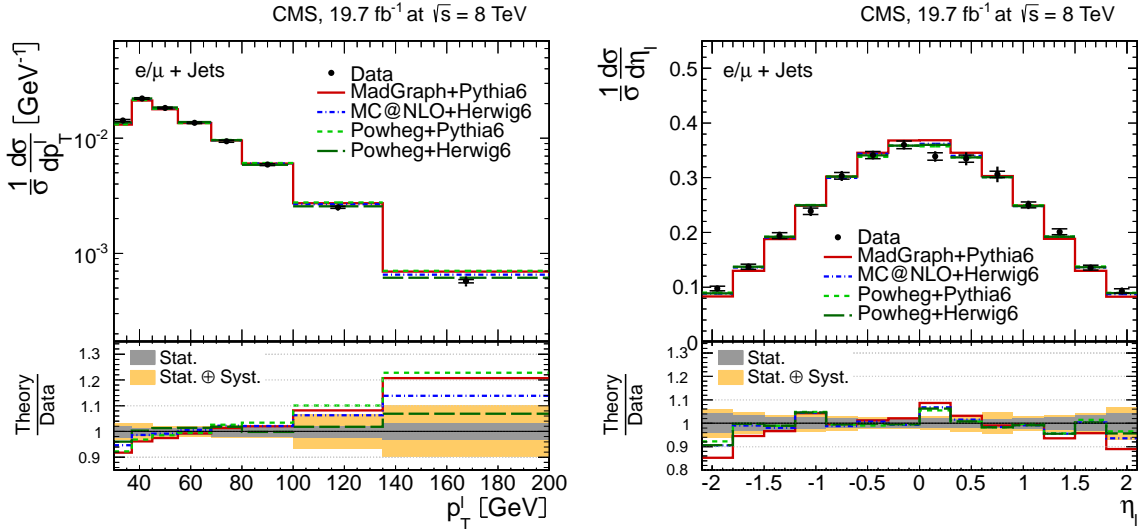 CMS, 19.7 fb⁻¹ at √s = 8 TeV
1/σ dσ/dp_T^l [GeV⁻¹]
e/μ + Jets
Data
MadGraph+Pythia6
MC@NLO+Herwig6
Powheg+Pythia6
Powheg+Herwig6
10⁻²
10⁻³
Theory
Data
Stat.
Stat. ⊕ Syst.
1.3
1.2
1.1
1
0.9
40 60 80 100 120 140 160 180 200
p_T^l [GeV]
CMS, 19.7 fb⁻¹ at √s = 8 TeV
1/σ dσ/dη_l
e/μ + Jets
0.5
0.4
0.3
0.2
0.1
0
Data
MadGraph+Pythia6
MC@NLO+Herwig6
Powheg+Pythia6
Powheg+Herwig6
Theory
Data
Stat.
Stat. ⊕ Syst.
1.3
1.2
1.1
1
0.9
0.8
-2 -1.5 -1 -0.5 0 0.5 1 1.5 2
η_l